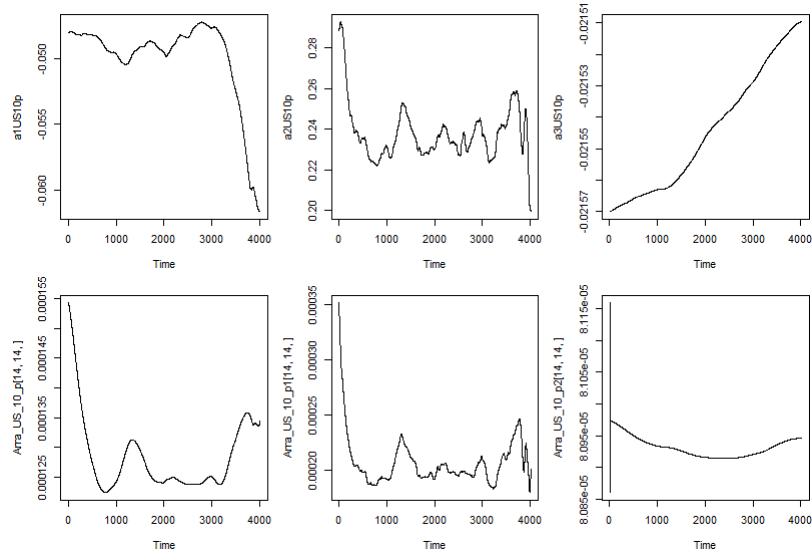 a1US10p
-0.050
-0.055
-0.060
0 1000 2000 3000 4000
Time
a2US10p
0.28
0.26
0.24
0.22
0.20
0 1000 2000 3000 4000
Time
a3US10p
-0.02151
-0.02153
-0.02155
-0.02157
0 1000 2000 3000 4000
Time
Arra_US_10_p[14, 14, ]
0.000155
0.000145
0.000135
0.000125
0 1000 2000 3000 4000
Time
Arra_US_10_p1[14, 14, ]
0.00035
0.00030
0.00025
0.00020
0 1000 2000 3000 4000
Time
Arra_US_10_p2[14, 14, ]
8.115e-05
8.105e-05
8.095e-05
8.085e-05
0 1000 2000 3000 4000
Time